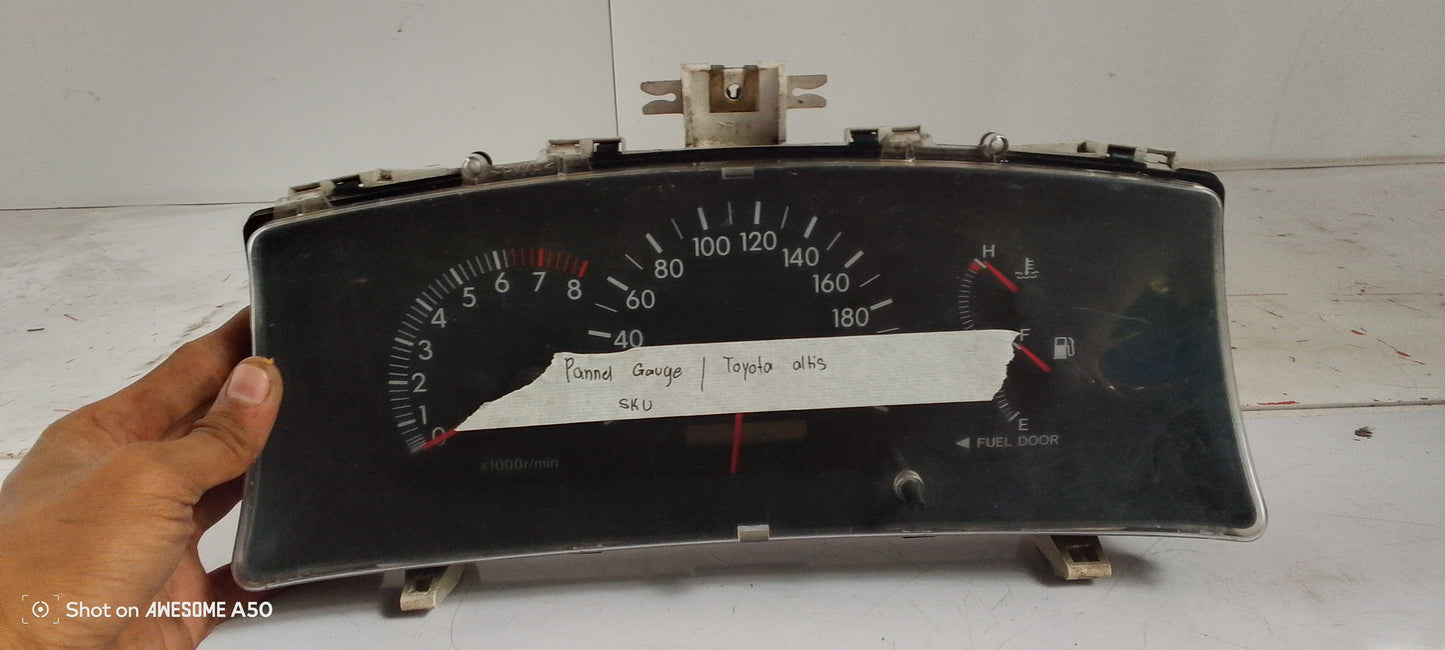 100 120
80 140
60 160
40 180
0 1 2 3 4 5 6 7 8
x1000r/min
H
F
E
◀ FUEL DOOR
Pannel Gauge | Toyota altis
SKU
Shot on AWESOME A50